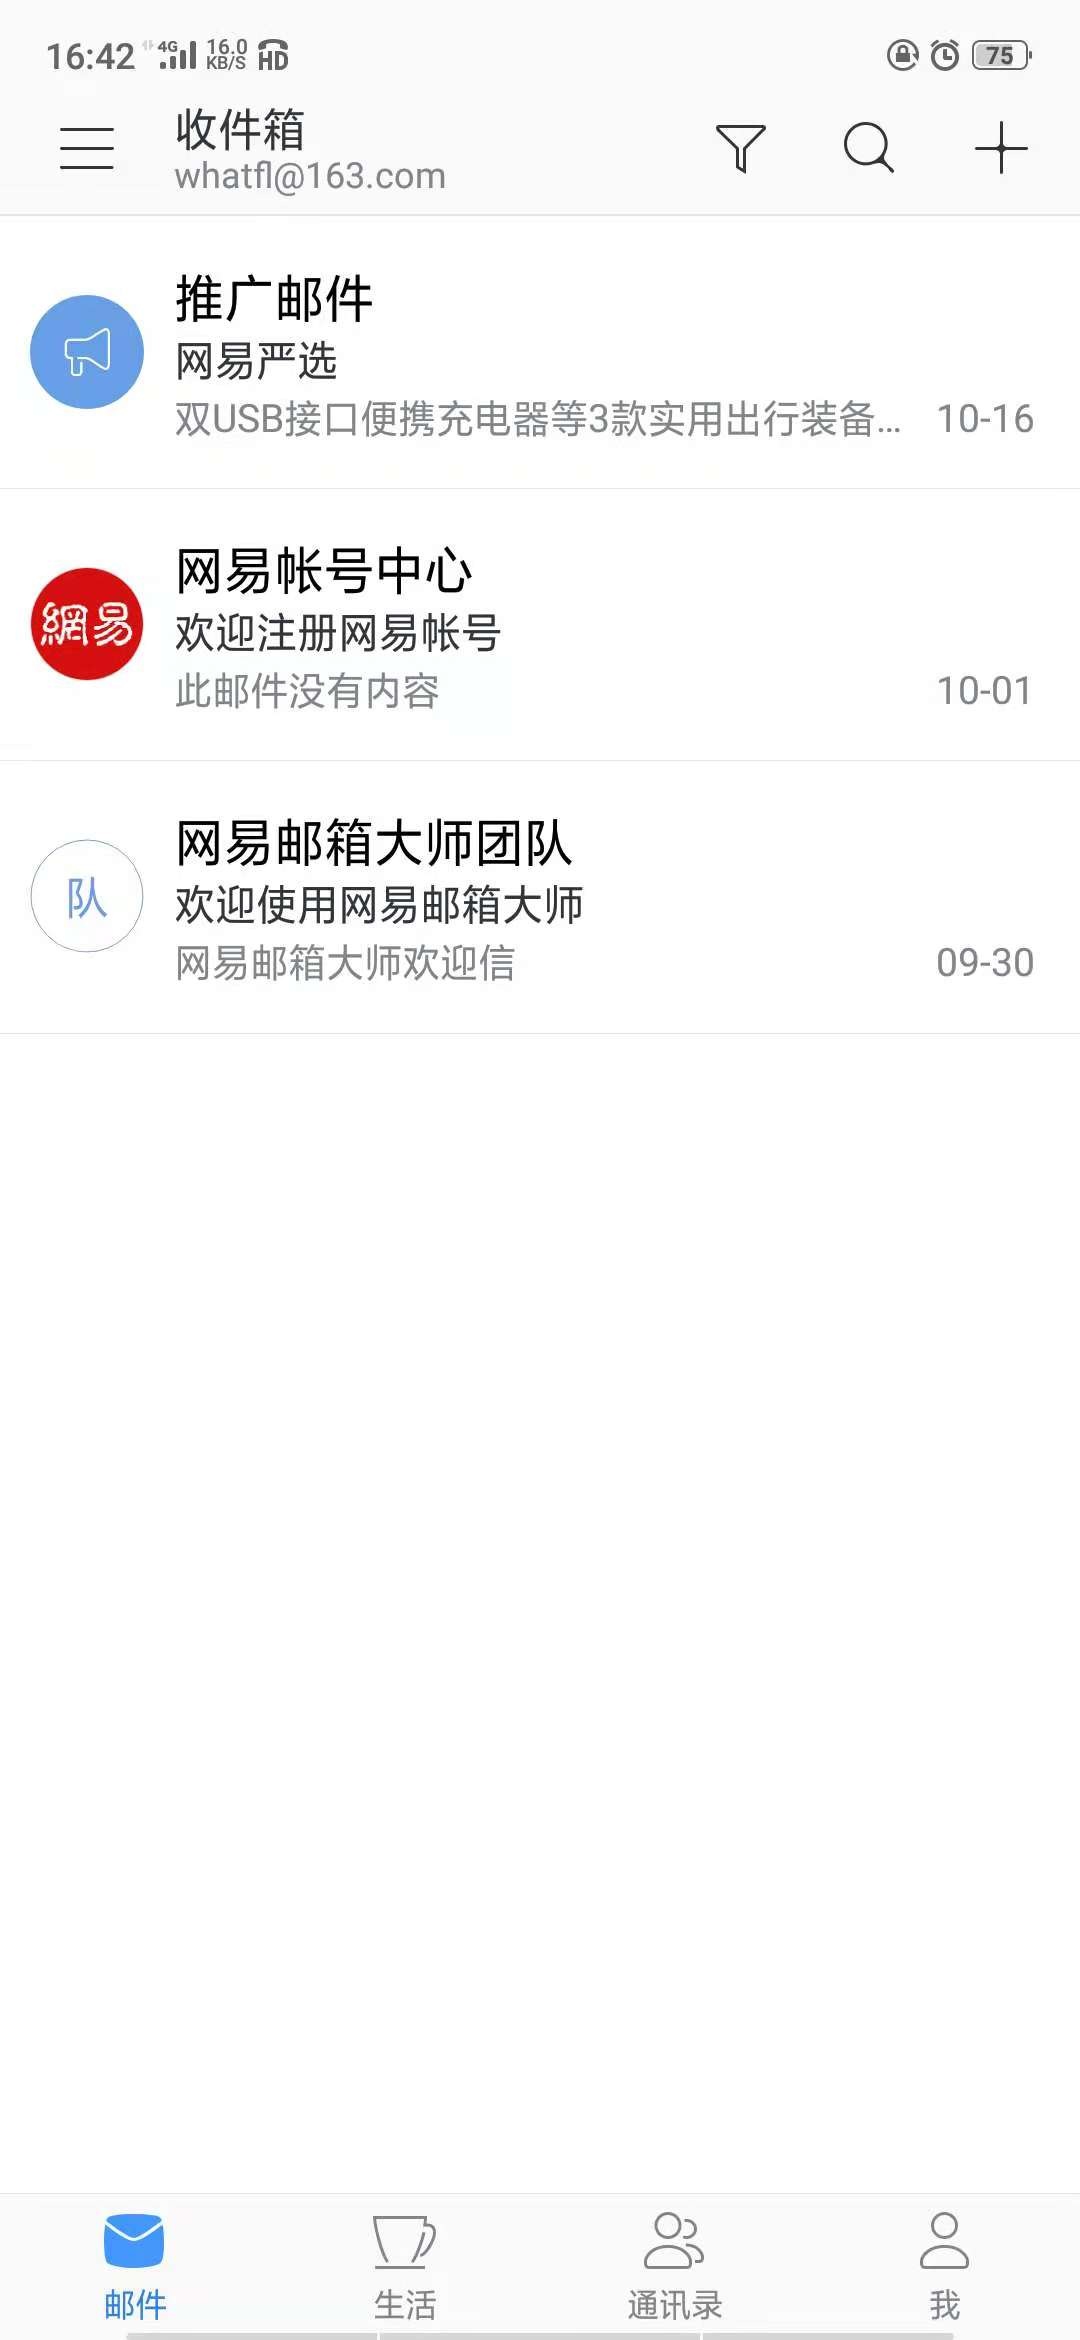 16:42 4G 16.0 KB/S HD 75
收件箱
whatfl@163.com
推广邮件
网易严选
双USB接口便携充电器等3款实用出行装备... 10-16
網易
网易帐号中心
欢迎注册网易帐号
此邮件没有内容 10-01
队
网易邮箱大师团队
欢迎使用网易邮箱大师
网易邮箱大师欢迎信 09-30
邮件 生活 通讯录 我